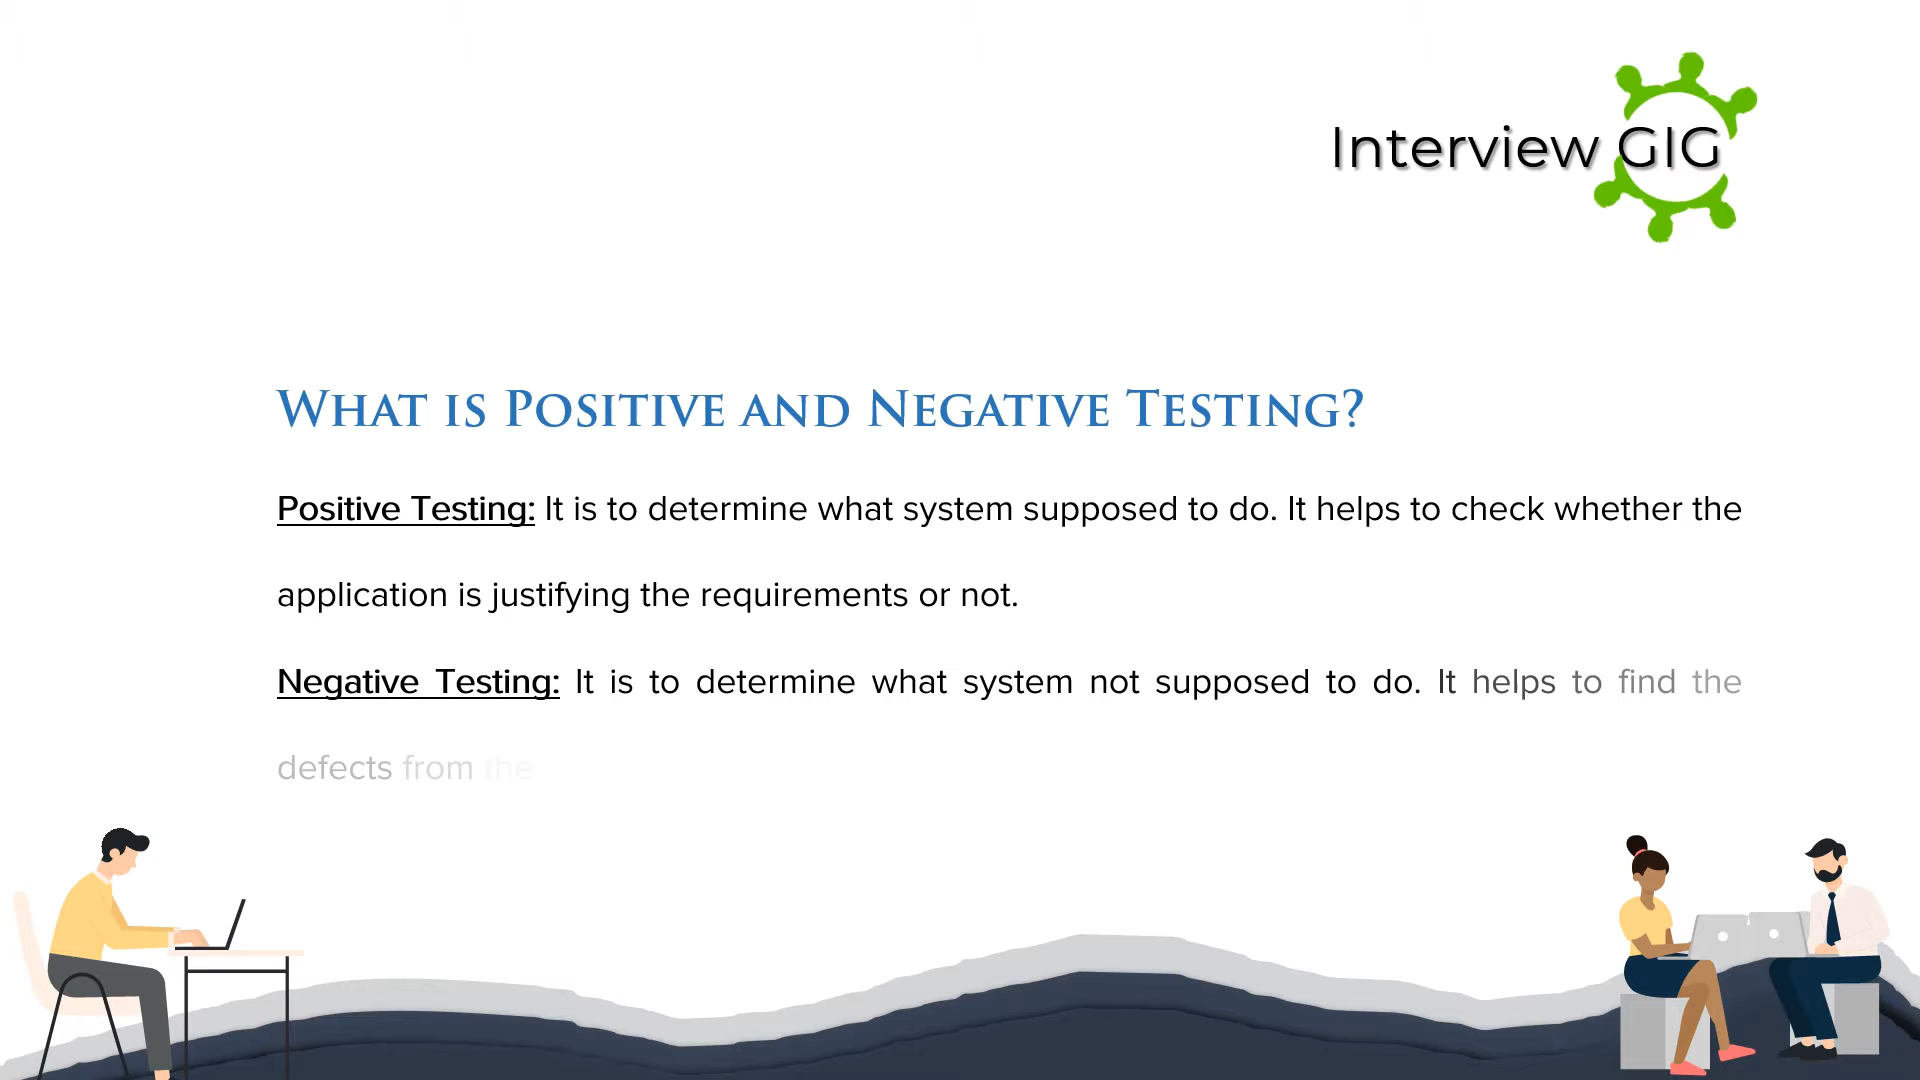 Interview GIG
What is Positive and Negative Testing?
Positive Testing: It is to determine what system supposed to do. It helps to check whether the
application is justifying the requirements or not.
Negative Testing: It is to determine what system not supposed to do. It helps to find the
defects from the